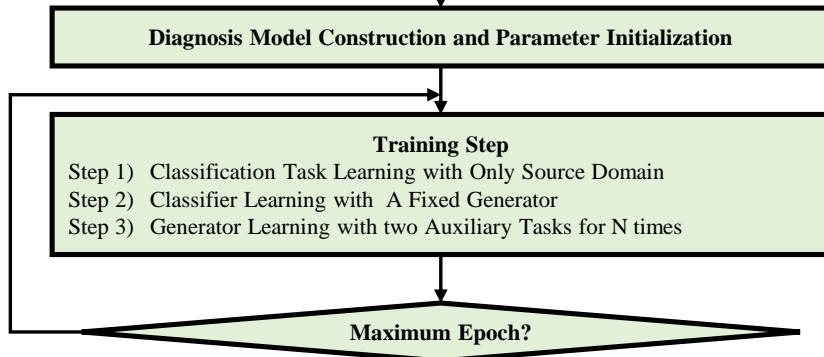 Diagnosis Model Construction and Parameter Initialization
Training Step
Step 1) Classification Task Learning with Only Source Domain
Step 2) Classifier Learning with A Fixed Generator
Step 3) Generator Learning with two Auxiliary Tasks for N times
Maximum Epoch?